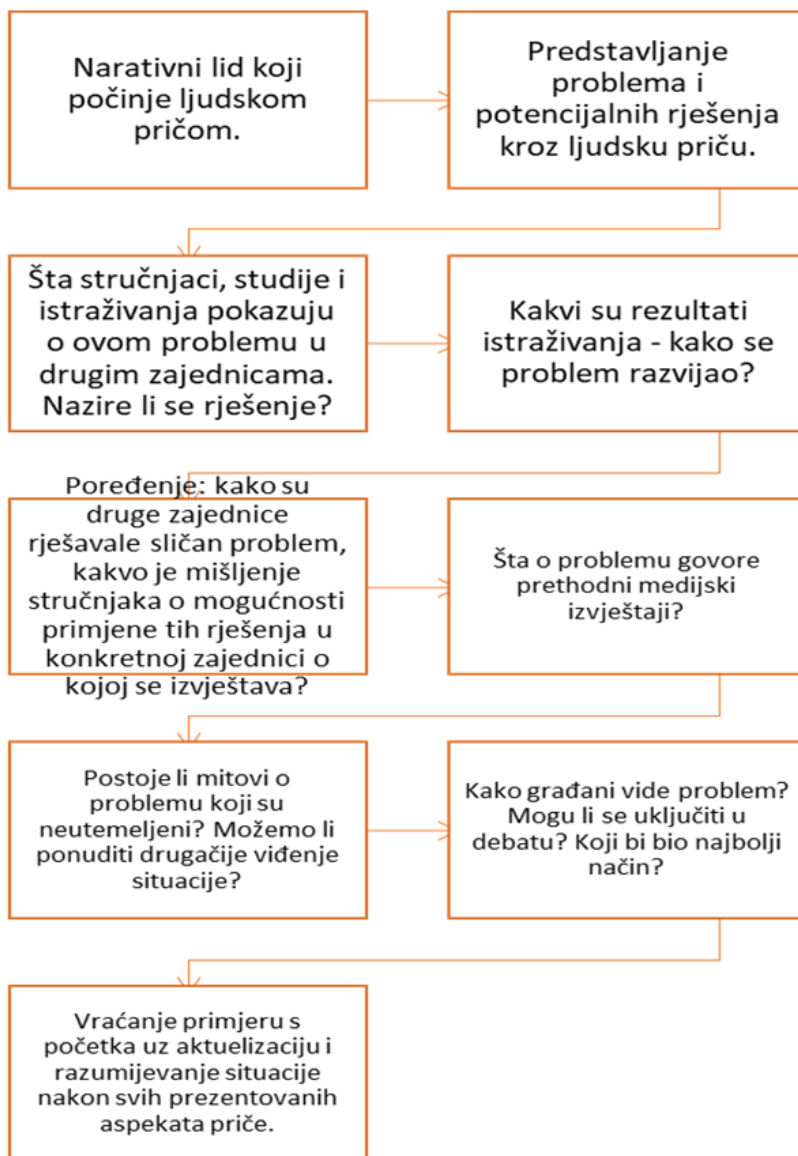 Narativni lid koji
počinje ljudskom
pričom.
Predstavljanje
problema i
potencijalnih rješenja
kroz ljudsku priču.
Šta stručnjaci, studije i
istraživanja pokazuju
o ovom problemu u
drugim zajednicama.
Nazire li se rješenje?
Kakvi su rezultati
istraživanja - kako se
problem razvijao?
Poređenje: kako su
druge zajednice
rješavale sličan problem,
kakvo je mišljenje
stručnjaka o mogućnosti
primjene tih rješenja u
konkretnoj zajednici o
kojoj se izvještava?
Šta o problemu govore
prethodni medijski
izvještaji?
Postoje li mitovi o
problemu koji su
neutemeljeni? Možemo li
ponuditi drugačije viđenje
situacije?
Kako građani vide problem?
Mogu li se uključiti u
debatu? Koji bi bio najbolji
način?
Vraćanje primjeru s
početka uz aktuelizaciju i
razumijevanje situacije
nakon svih prezentovanih
aspekata priče.